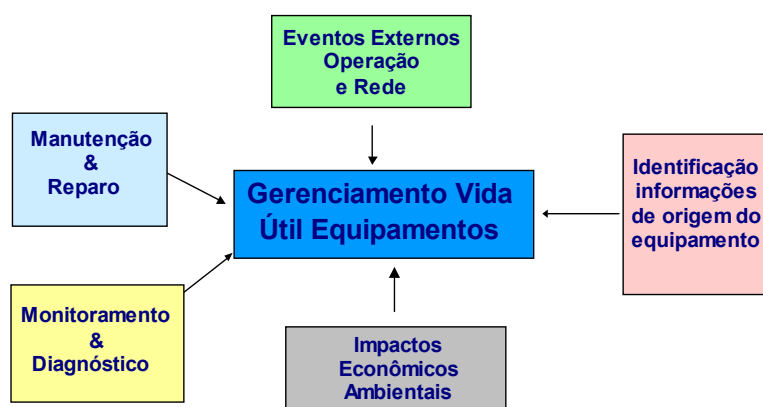 Eventos Externos
Operação
e Rede
Manutenção
&
Reparo
Gerenciamento Vida
Útil Equipamentos
Identificação
informações
de origem do
equipamento
Monitoramento
&
Diagnóstico
Impactos
Econômicos
Ambientais